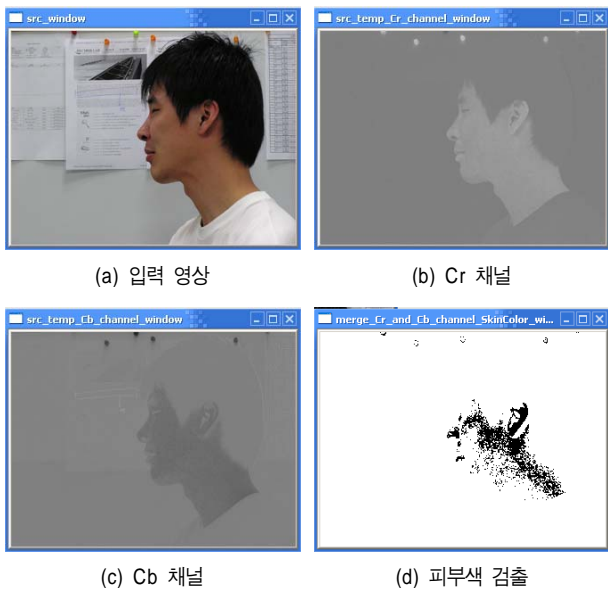 src_window
src_temp_Cr_channel_window
(a) 입력 영상
(b) Cr 채널
src_temp_Cb_channel_window
merge_Cr_and_Cb_channel_SkinColor_wi...
(c) Cb 채널
(d) 피부색 검출